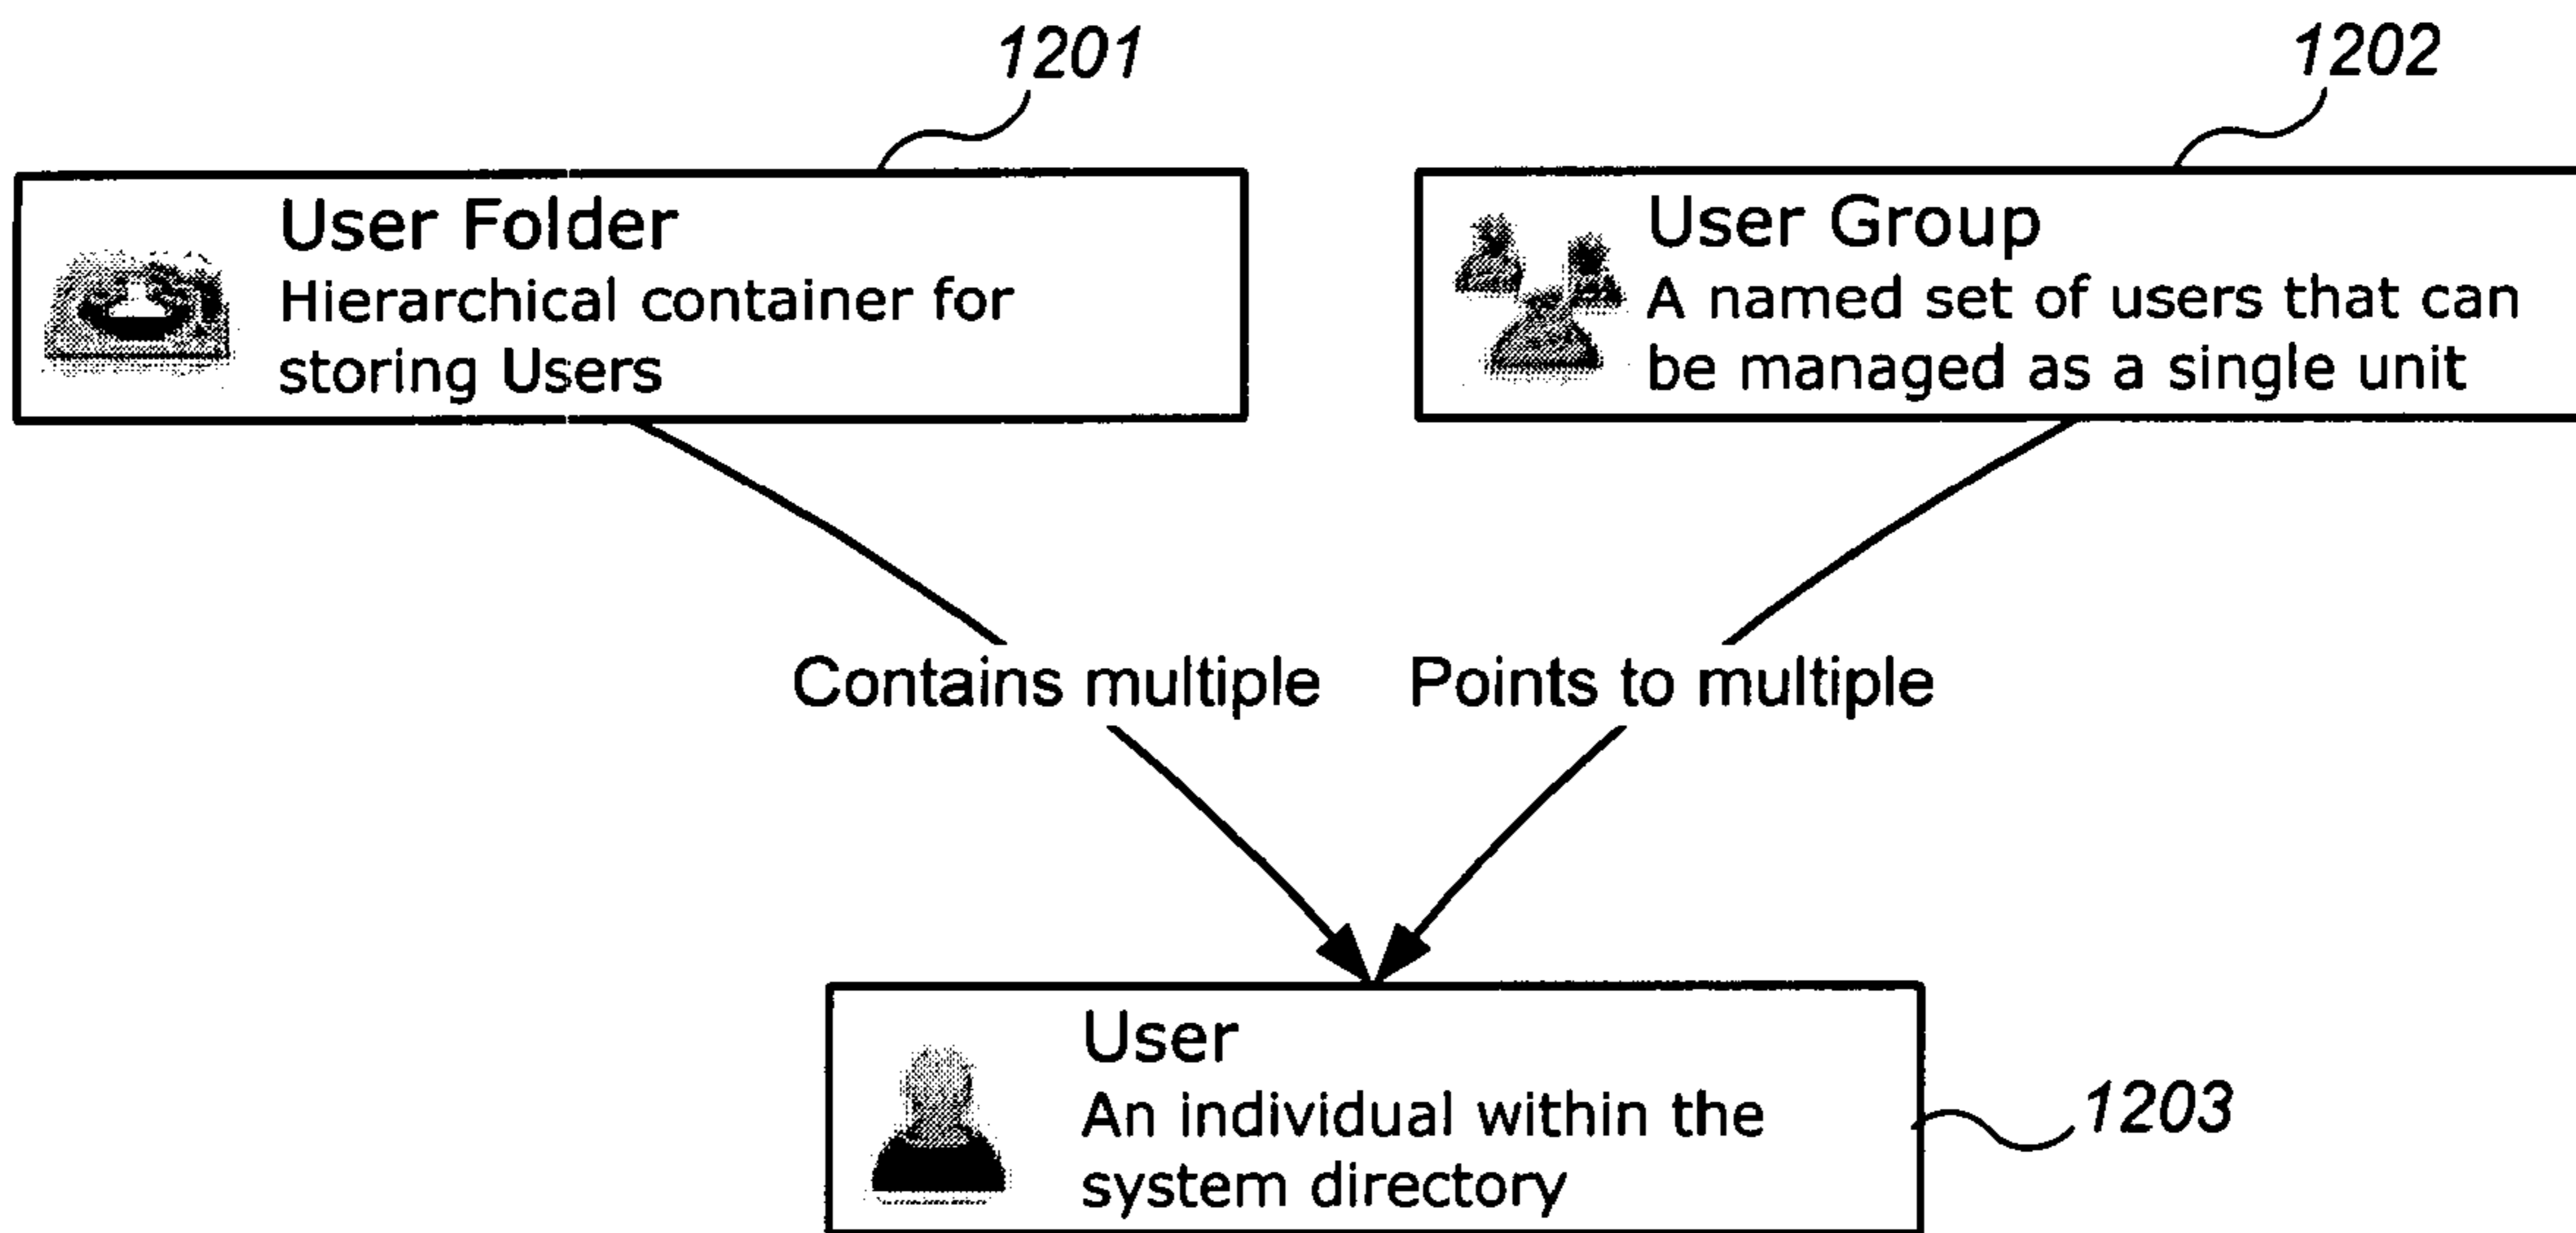 1201
1202
User Folder
Hierarchical container for
storing Users
User Group
A named set of users that can
be managed as a single unit
Contains multiple
Points to multiple
User
An individual within the
system directory
1203